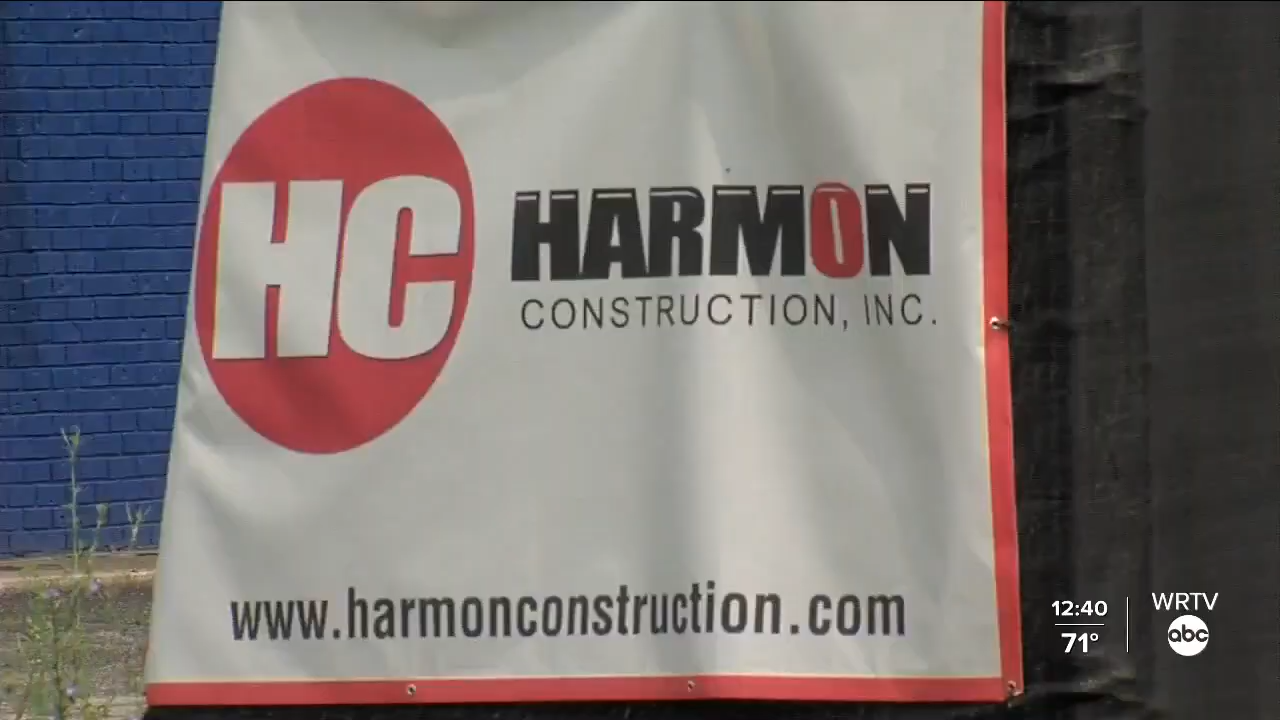 HC
HARMON
CONSTRUCTION, INC.
www.harmonconstruction.com
12:40
71°
WRTV
abc